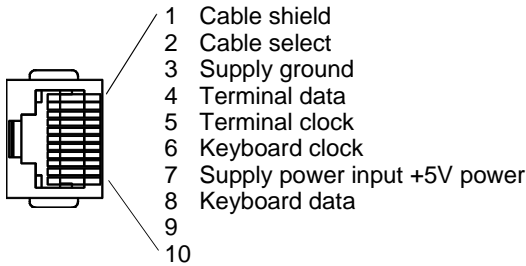 1 Cable shield
2 Cable select
3 Supply ground
4 Terminal data
5 Terminal clock
6 Keyboard clock
7 Supply power input +5V power
8 Keyboard data
9
10